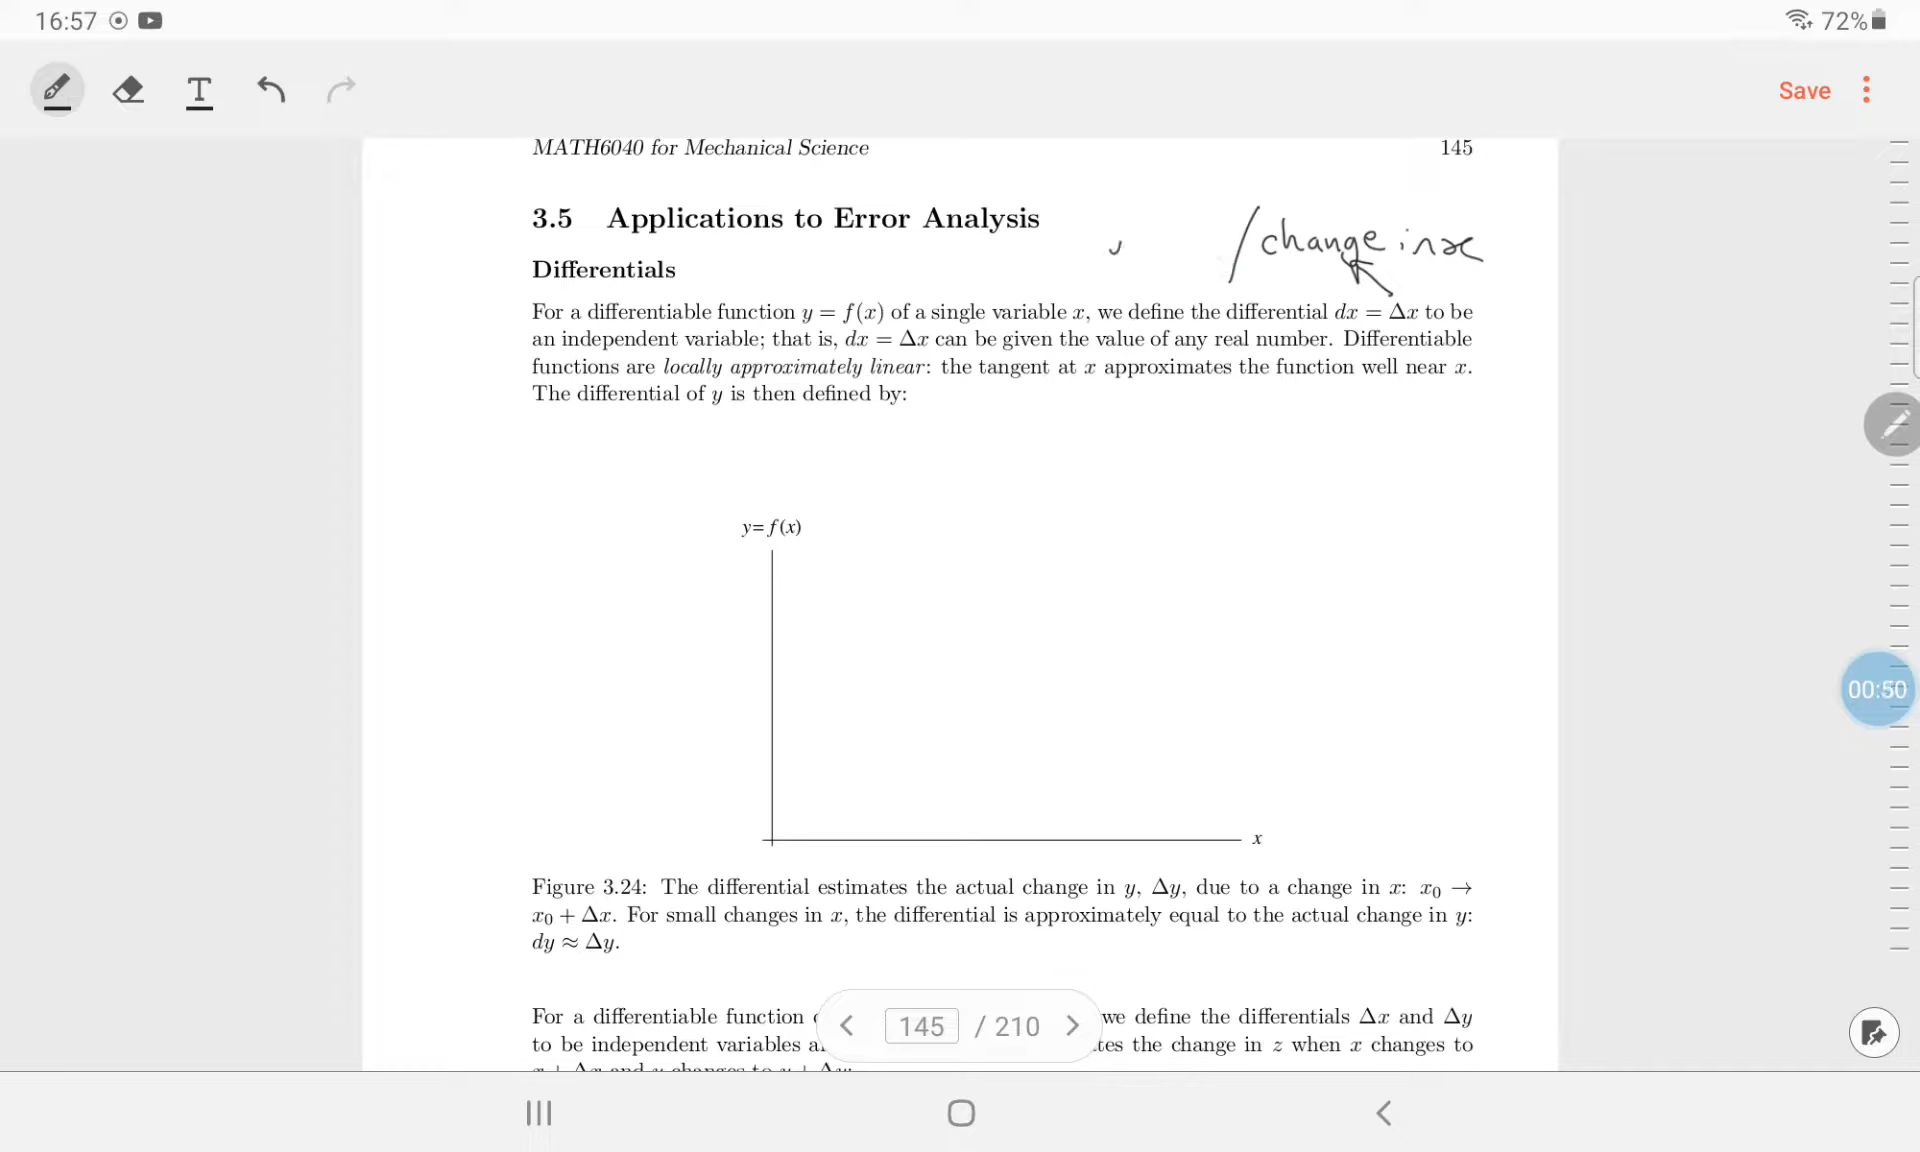 16:57
72%
T
Save
MATH6040 for Mechanical Science 145
3.5 Applications to Error Analysis
/change in x
Differentials
For a differentiable function y = f(x) of a single variable x, we define the differential dx = Δx to be
an independent variable; that is, dx = Δx can be given the value of any real number. Differentiable
functions are locally approximately linear: the tangent at x approximates the function well near x.
The differential of y is then defined by:
y=f(x)
x
00:50
Figure 3.24: The differential estimates the actual change in y, Δy, due to a change in x: x₀ →
x₀ + Δx. For small changes in x, the differential is approximately equal to the actual change in y:
dy ≈ Δy.
For a differentiable function we define the differentials Δx and Δy
145 / 210
to be independent variables the change in z when x changes to
x + Δx and y changes to y + Δy: